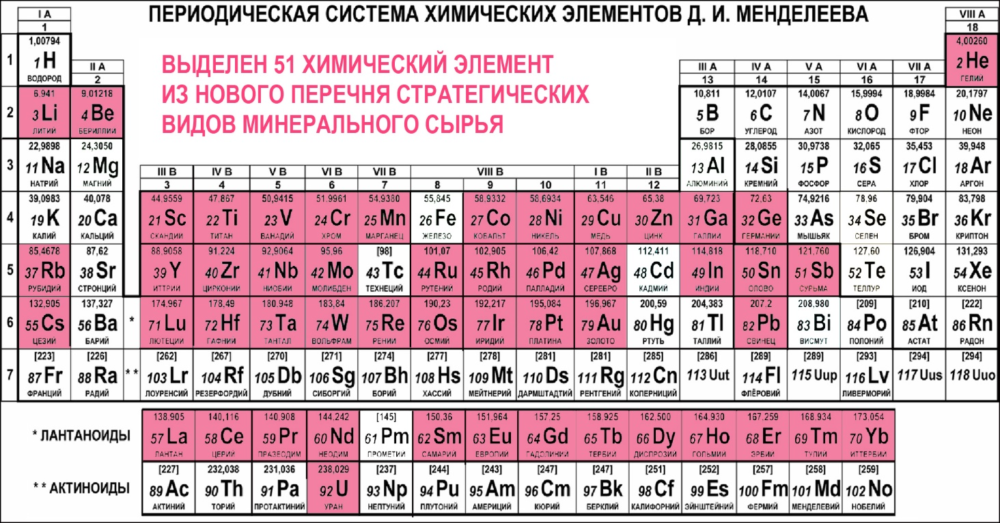 ПЕРИОДИЧЕСКАЯ СИСТЕМА ХИМИЧЕСКИХ ЭЛЕМЕНТОВ Д. И. МЕНДЕЛЕЕВА
I A VIII A
1 18
ВЫДЕЛЕН 51 ХИМИЧЕСКИЙ ЭЛЕМЕНТ
ИЗ НОВОГО ПЕРЕЧНЯ СТРАТЕГИЧЕСКИХ
ВИДОВ МИНЕРАЛЬНОГО СЫРЬЯ
1,00794 4,00260
1 1 H II A III A IV A V A VI A VII A 2 He
ВОДОРОД 2 13 14 15 16 17 ГЕЛИЙ
6,941 9,01218 10,811 12,0107 14,0067 15,9994 18,9984 20,1797
2 3 Li 4 Be 5 B 6 C 7 N 8 O 9 F 10 Ne
ЛИТИЙ БЕРИЛЛИЙ БОР УГЛЕРОД АЗОТ КИСЛОРОД ФТОР НЕОН
22,9898 24,3050 26,9815 28,0855 30,9738 32,065 35,453 39,948
3 11 Na 12 Mg III B IV B V B VI B VII B VIII B I B II B 13 Al 14 Si 15 P 16 S 17 Cl 18 Ar
НАТРИЙ МАГНИЙ 3 4 5 6 7 8 9 10 11 12 АЛЮМИНИЙ КРЕМНИЙ ФОСФОР СЕРА ХЛОР АРГОН
39,0983 40,078 44,9559 47,867 50,9415 51,9961 54,9380 55,845 58,9332 58,6934 63,546 65,38 69,723 72,63 74,9216 78,96 79,904 83,798
4 19 K 20 Ca 21 Sc 22 Ti 23 V 24 Cr 25 Mn 26 Fe 27 Co 28 Ni 29 Cu 30 Zn 31 Ga 32 Ge 33 As 34 Se 35 Br 36 Kr
КАЛИЙ КАЛЬЦИЙ СКАНДИЙ ТИТАН ВАНАДИЙ ХРОМ МАРГАНЕЦ ЖЕЛЕЗО КОБАЛЬТ НИКЕЛЬ МЕДЬ ЦИНК ГАЛЛИЙ ГЕРМАНИЙ МЫШЬЯК СЕЛЕН БРОМ КРИПТОН
85,4678 87,62 88,9058 91,224 92,9064 95,96 [98] 101,07 102,905 106,42 107,868 112,411 114,818 118,710 121,760 127,60 126,904 131,293
5 37 Rb 38 Sr 39 Y 40 Zr 41 Nb 42 Mo 43 Tc 44 Ru 45 Rh 46 Pd 47 Ag 48 Cd 49 In 50 Sn 51 Sb 52 Te 53 I 54 Xe
РУБИДИЙ СТРОНЦИЙ ИТТРИЙ ЦИРКОНИЙ НИОБИЙ МОЛИБДЕН ТЕХНЕЦИЙ РУТЕНИЙ РОДИЙ ПАЛЛАДИЙ СЕРЕБРО КАДМИЙ ИНДИЙ ОЛОВО СУРЬМА ТЕЛЛУР ИОД КСЕНОН
132,905 137,327 174,967 178,49 180,948 183,84 186,207 190,23 192,217 195,084 196,967 200,59 204,383 207,2 208,980 [209] [210] [222]
6 55 Cs 56 Ba * 71 Lu 72 Hf 73 Ta 74 W 75 Re 76 Os 77 Ir 78 Pt 79 Au 80 Hg 81 Tl 82 Pb 83 Bi 84 Po 85 At 86 Rn
ЦЕЗИЙ БАРИЙ ЛЮТЕЦИЙ ГАФНИЙ ТАНТАЛ ВОЛЬФРАМ РЕНИЙ ОСМИЙ ИРИДИЙ ПЛАТИНА ЗОЛОТО РТУТЬ ТАЛЛИЙ СВИНЕЦ ВИСМУТ ПОЛОНИЙ АСТАТ РАДОН
[223] [226] [262] [267] [270] [271] [274] [277] [278] [281] [281] [285] [286] [289] [289] [293] [294] [294]
7 87 Fr 88 Ra ** 103 Lr 104 Rf 105 Db 106 Sg 107 Bh 108 Hs 109 Mt 110 Ds 111 Rg 112 Cn 113 Uut 114 Fl 115 Uup 116 Lv 117 Uus 118 Uuo
ФРАНЦИЙ РАДИЙ ЛОУРЕНСИЙ РЕЗЕРФОРДИЙ ДУБНИЙ СИБОРГИЙ БОРИЙ ХАССИЙ МЕЙТНЕРИЙ ДАРМШТАДТИЙ РЕНТГЕНИЙ КОПЕРНИЦИЙ ФЛЁРОВИЙ ЛИВЕРМОРИЙ
138,905 140,116 140,908 144,242 [145] 150,36 151,964 157,25 158,925 162,500 164,930 167,259 168,934 173,054
* ЛАНТАНОИДЫ 57 La 58 Ce 59 Pr 60 Nd 61 Pm 62 Sm 63 Eu 64 Gd 65 Tb 66 Dy 67 Ho 68 Er 69 Tm 70 Yb
ЛАНТАН ЦЕРИЙ ПРАЗЕОДИМ НЕОДИМ ПРОМЕТИЙ САМАРИЙ ЕВРОПИЙ ГАДОЛИНИЙ ТЕРБИЙ ДИСПРОЗИЙ ГОЛЬМИЙ ЭРБИЙ ТУЛИЙ ИТТЕРБИЙ
[227] 232,038 231,036 238,029 [237] [244] [243] [247] [247] [251] [252] [257] [258] [259]
** АКТИНОИДЫ 89 Ac 90 Th 91 Pa 92 U 93 Np 94 Pu 95 Am 96 Cm 97 Bk 98 Cf 99 Es 100 Fm 101 Md 102 No
АКТИНИЙ ТОРИЙ ПРОТАКТИНИЙ УРАН НЕПТУНИЙ ПЛУТОНИЙ АМЕРИЦИЙ КЮРИЙ БЕРКЛИЙ КАЛИФОРНИЙ ЭЙНШТЕЙНИЙ ФЕРМИЙ МЕНДЕЛЕВИЙ НОБЕЛИЙ